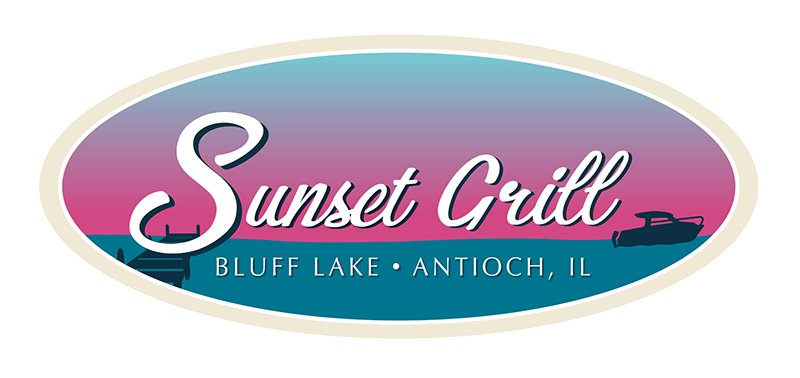 Sunset Grill
BLUFF LAKE • ANTIOCH, IL